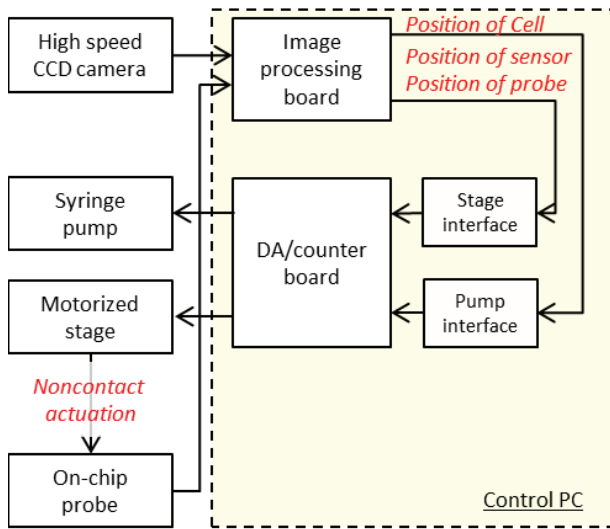 High speed
CCD camera
Image
processing
board
Position of Cell
Position of sensor
Position of probe
Syringe
pump
DA/counter
board
Stage
interface
Motorized
stage
Pump
interface
Noncontact
actuation
On-chip
probe
Control PC